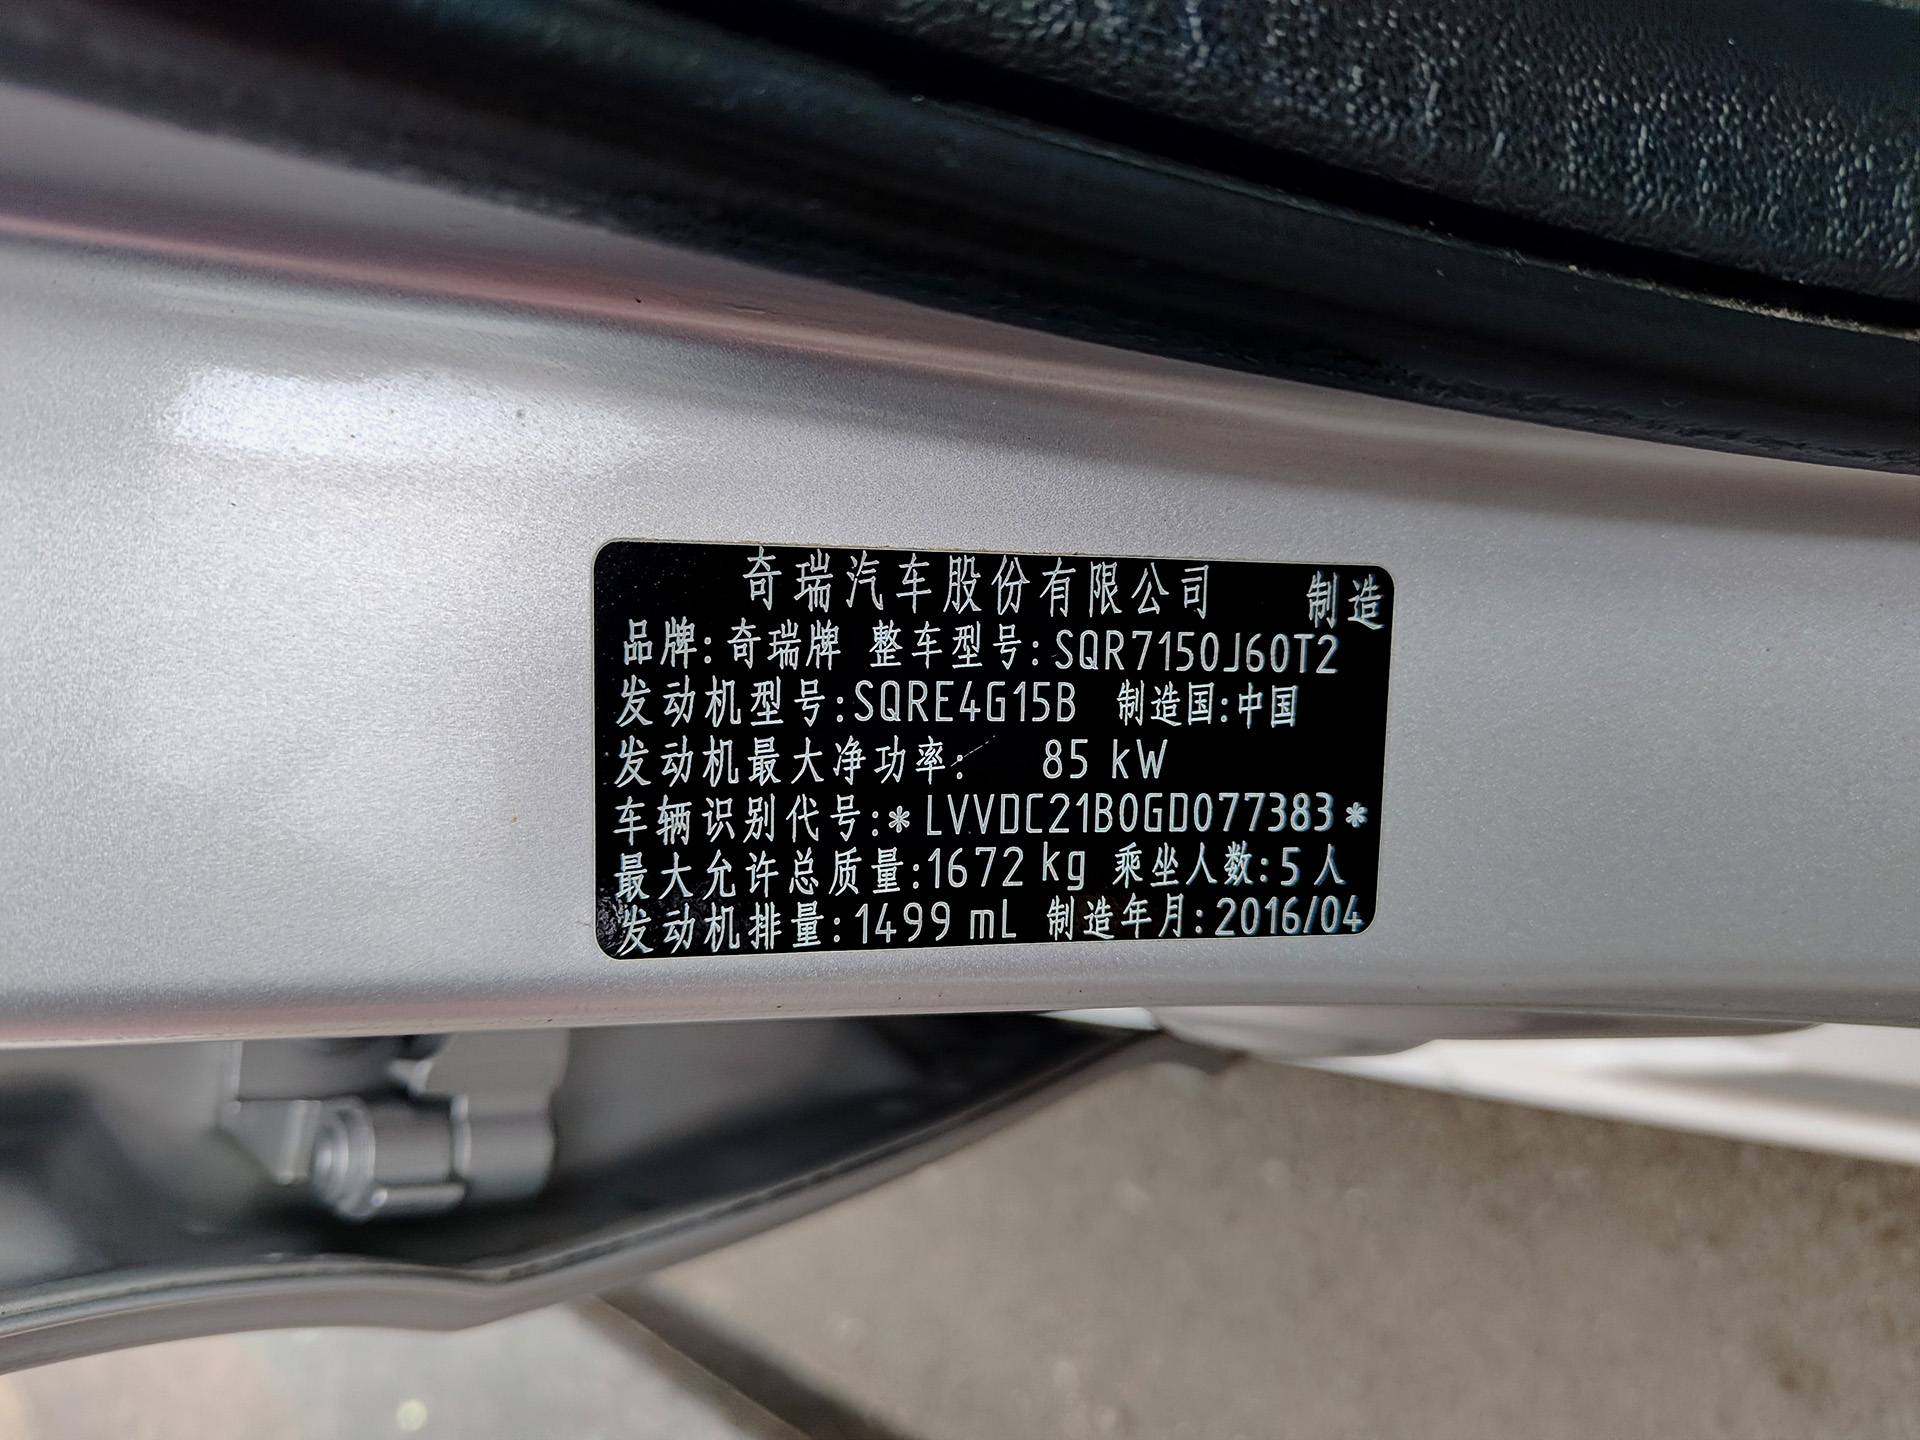 奇瑞汽车股份有限公司 制造
品牌:奇瑞牌 整车型号:SQR7150J60T2
发动机型号:SQRE4G15B 制造国:中国
发动机最大净功率: 85 kW
车辆识别代号:*LVVDC21B0GD077383*
最大允许总质量:1672 kg 乘坐人数:5人
发动机排量:1499 mL 制造年月:2016/04